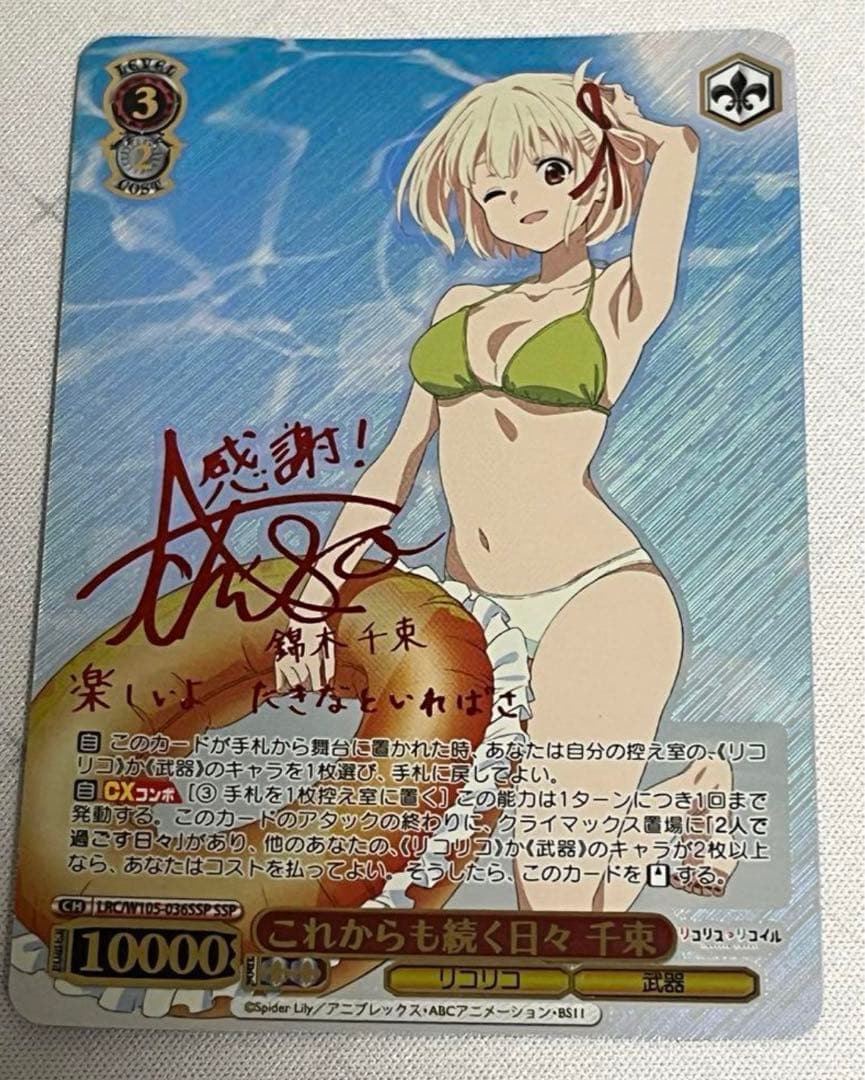 LEVEL
3
2
COST
感謝!
錦木千束
楽しいよ たきなといればさ
自 このカードが手札から舞台に置かれた時、あなたは自分の控え室の、《リコ
リコ》か《武器》のキャラを1枚選び、手札に戻してよい。
自 CXコンボ [③ 手札を1枚控え室に置く] この能力は1ターンにつき1回まで
発動する。このカードのアタックの終わりに、クライマックス置場に「2人で
過ごす日々」があり、他のあなたの、《リコリコ》か《武器》のキャラが2枚以上
なら、あなたはコストを払ってよい。そうしたら、このカードを する。
CH LRC/W105-036SSP SSP
POWER 10000
これからも続く日々 千束
リコリス・リコイル
SOUL
リコリコ 武器
©Spider Lily/アニプレックス・ABCアニメーション・BS11